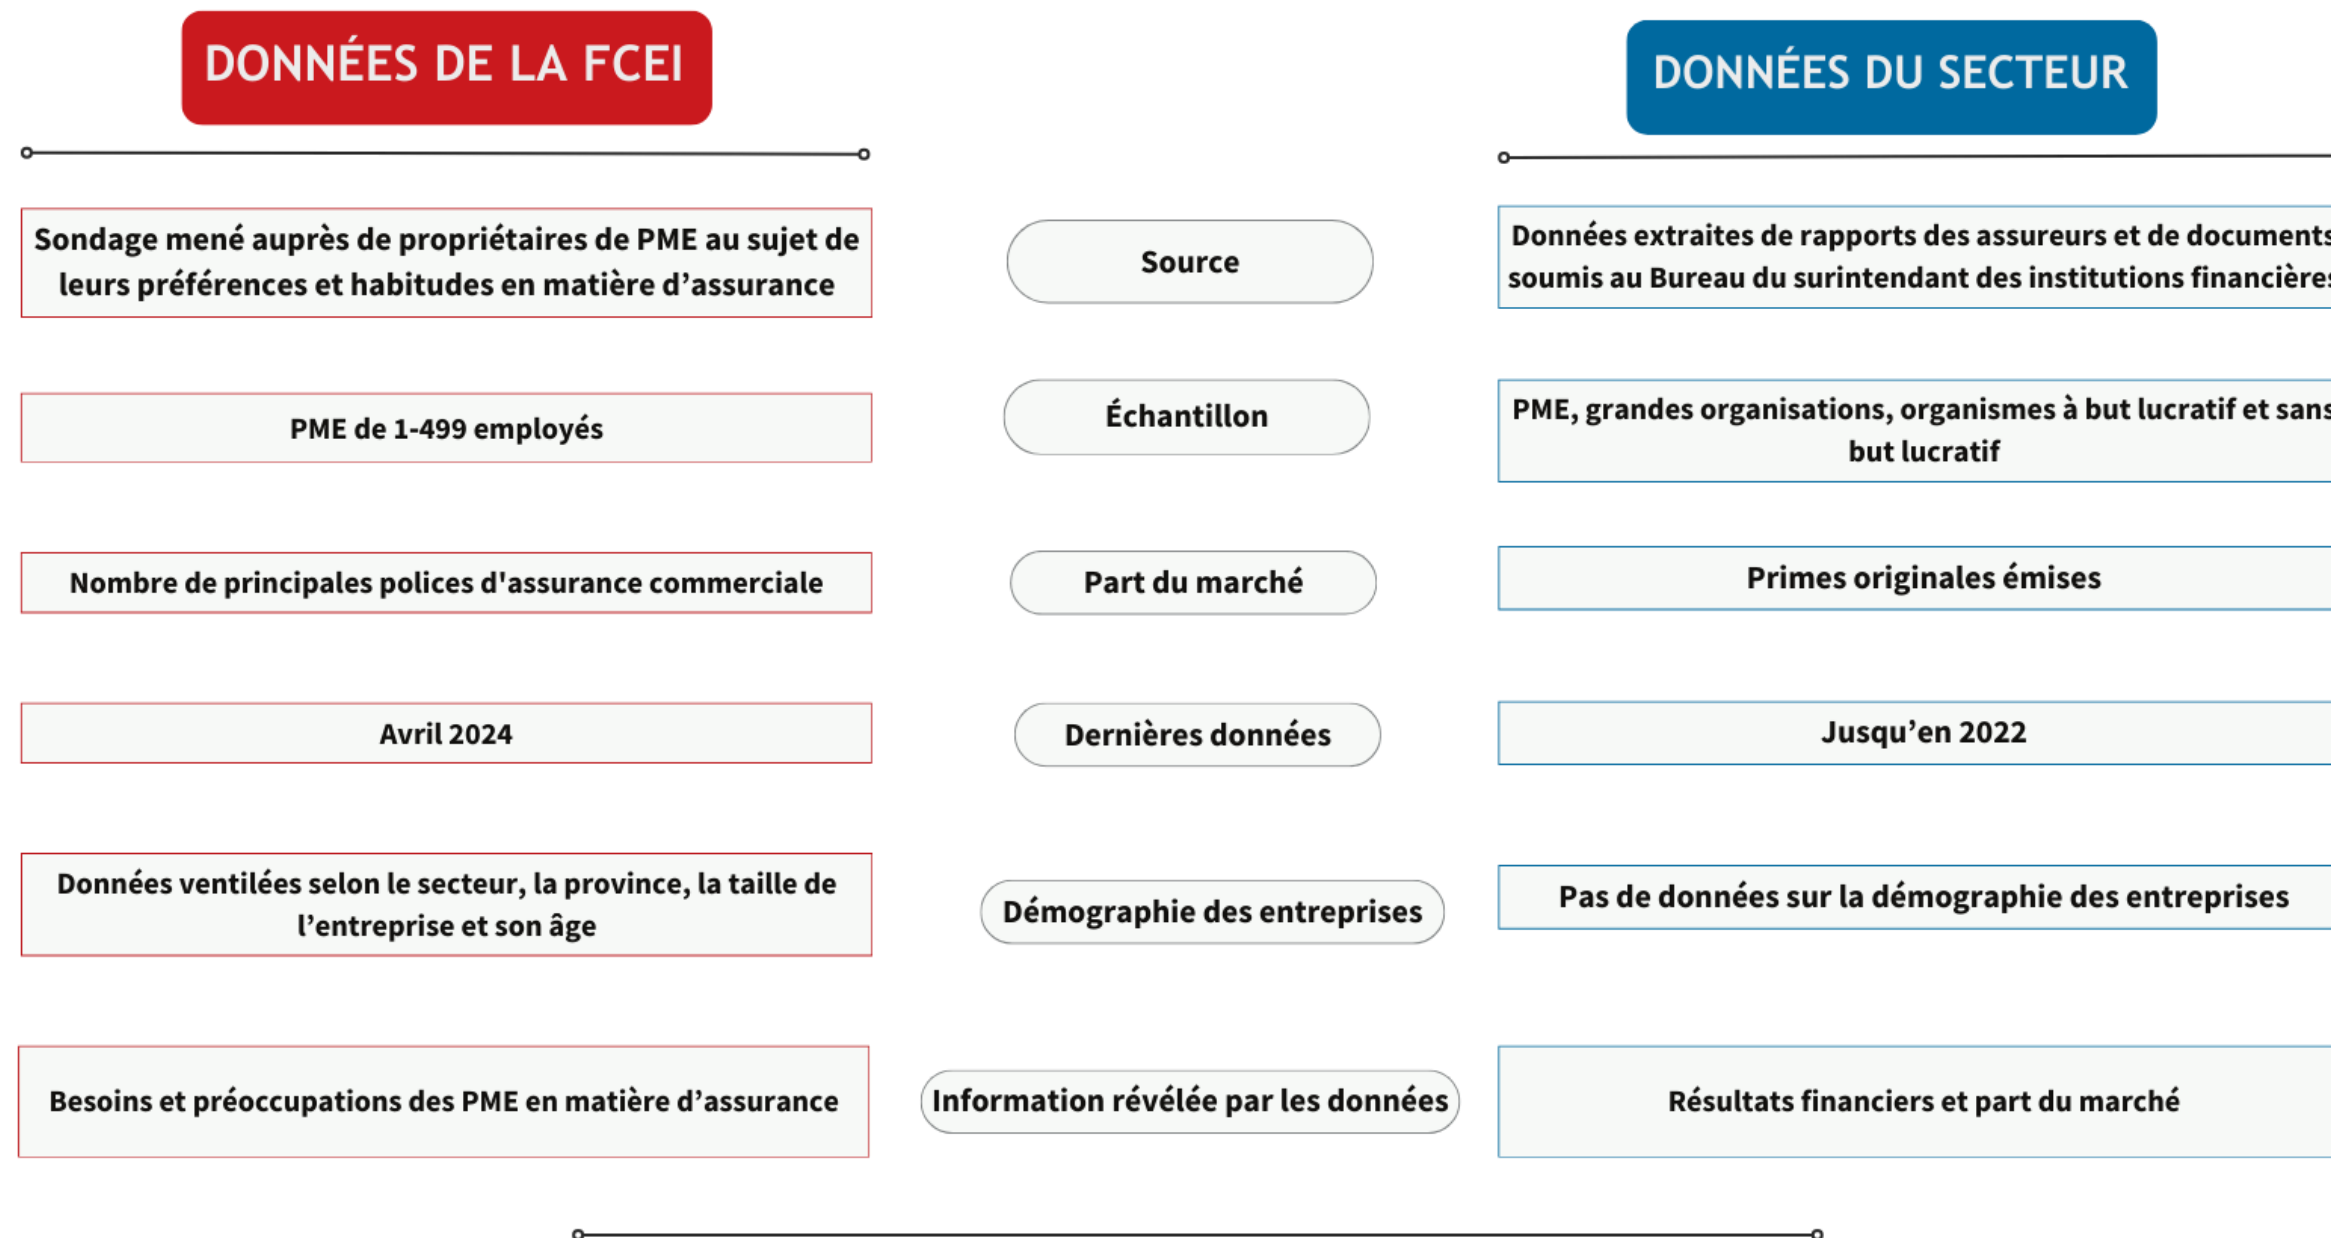 DONNÉES DE LA FCEI
DONNÉES DU SECTEUR
Sondage mené auprès de propriétaires de PME au sujet de
leurs préférences et habitudes en matière d’assurance
Source
Données extraites de rapports des assureurs et de documents
soumis au Bureau du surintendant des institutions financières
PME de 1-499 employés
Échantillon
PME, grandes organisations, organismes à but lucratif et sans
but lucratif
Nombre de principales polices d'assurance commerciale
Part du marché
Primes originales émises
Avril 2024
Dernières données
Jusqu’en 2022
Données ventilées selon le secteur, la province, la taille de
l’entreprise et son âge
Démographie des entreprises
Pas de données sur la démographie des entreprises
Besoins et préoccupations des PME en matière d’assurance
Information révélée par les données
Résultats financiers et part du marché